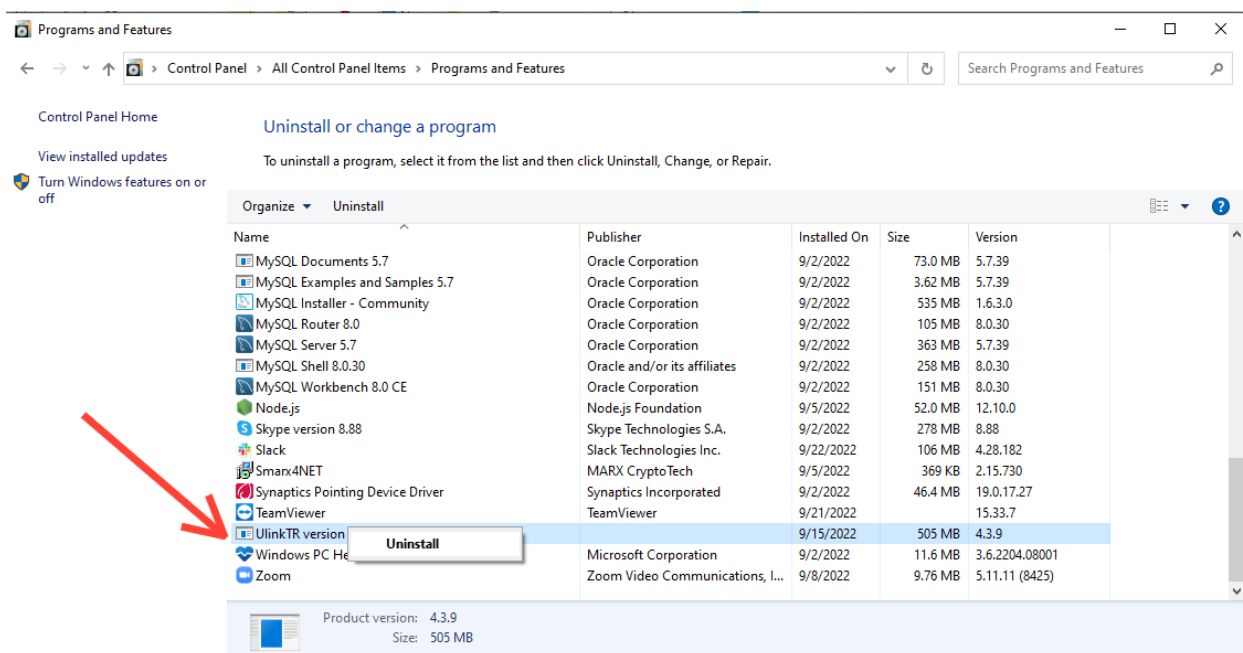 Programs and Features
Control Panel > All Control Panel Items > Programs and Features
Search Programs and Features
Control Panel Home
View installed updates
Turn Windows features on or
off
Uninstall or change a program
To uninstall a program, select it from the list and then click Uninstall, Change, or Repair.
Organize Uninstall
Name Publisher Installed On Size Version
MySQL Documents 5.7 Oracle Corporation 9/2/2022 73.0 MB 5.7.39
MySQL Examples and Samples 5.7 Oracle Corporation 9/2/2022 3.62 MB 5.7.39
MySQL Installer - Community Oracle Corporation 9/2/2022 535 MB 1.6.3.0
MySQL Router 8.0 Oracle Corporation 9/2/2022 105 MB 8.0.30
MySQL Server 5.7 Oracle Corporation 9/2/2022 363 MB 5.7.39
MySQL Shell 8.0.30 Oracle and/or its affiliates 9/2/2022 258 MB 8.0.30
MySQL Workbench 8.0 CE Oracle Corporation 9/2/2022 151 MB 8.0.30
Node.js Node.js Foundation 9/5/2022 52.0 MB 12.10.0
Skype version 8.88 Skype Technologies S.A. 9/2/2022 278 MB 8.88
Slack Slack Technologies Inc. 9/22/2022 106 MB 4.28.182
Smarx4NET MARX CryptoTech 9/5/2022 369 KB 2.15.730
Synaptics Pointing Device Driver Synaptics Incorporated 9/2/2022 46.4 MB 19.0.17.27
TeamViewer TeamViewer 9/21/2022 15.33.7
UlinkTR version 9/15/2022 505 MB 4.3.9
Uninstall
Windows PC He Microsoft Corporation 9/2/2022 11.6 MB 3.6.2204.08001
Zoom Zoom Video Communications, I... 9/8/2022 9.76 MB 5.11.11 (8425)
Product version: 4.3.9
Size: 505 MB